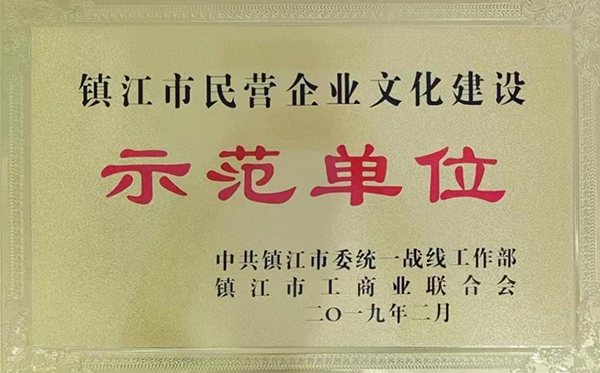 镇江市民营企业文化建设
示范单位
中共镇江市委统一战线工作部
镇江市工商业联合会
二〇一九年二月